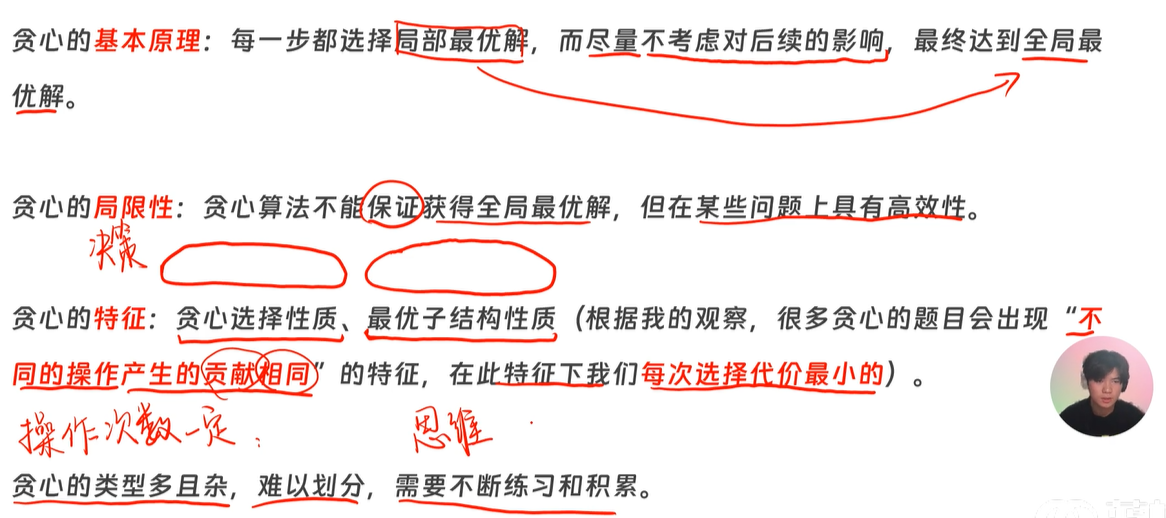 贪心的基本原理：每一步都选择局部最优解，而尽量不考虑对后续的影响，最终达到全局最
优解。
贪心的局限性：贪心算法不能保证获得全局最优解，但在某些问题上具有高效性。
决策
贪心的特征：贪心选择性质、最优子结构性质（根据我的观察，很多贪心的题目会出现“不
同的操作产生的贡献相同”的特征，在此特征下我们每次选择代价最小的）。
操作次数一定； 思维
贪心的类型多且杂，难以划分，需要不断练习和积累。